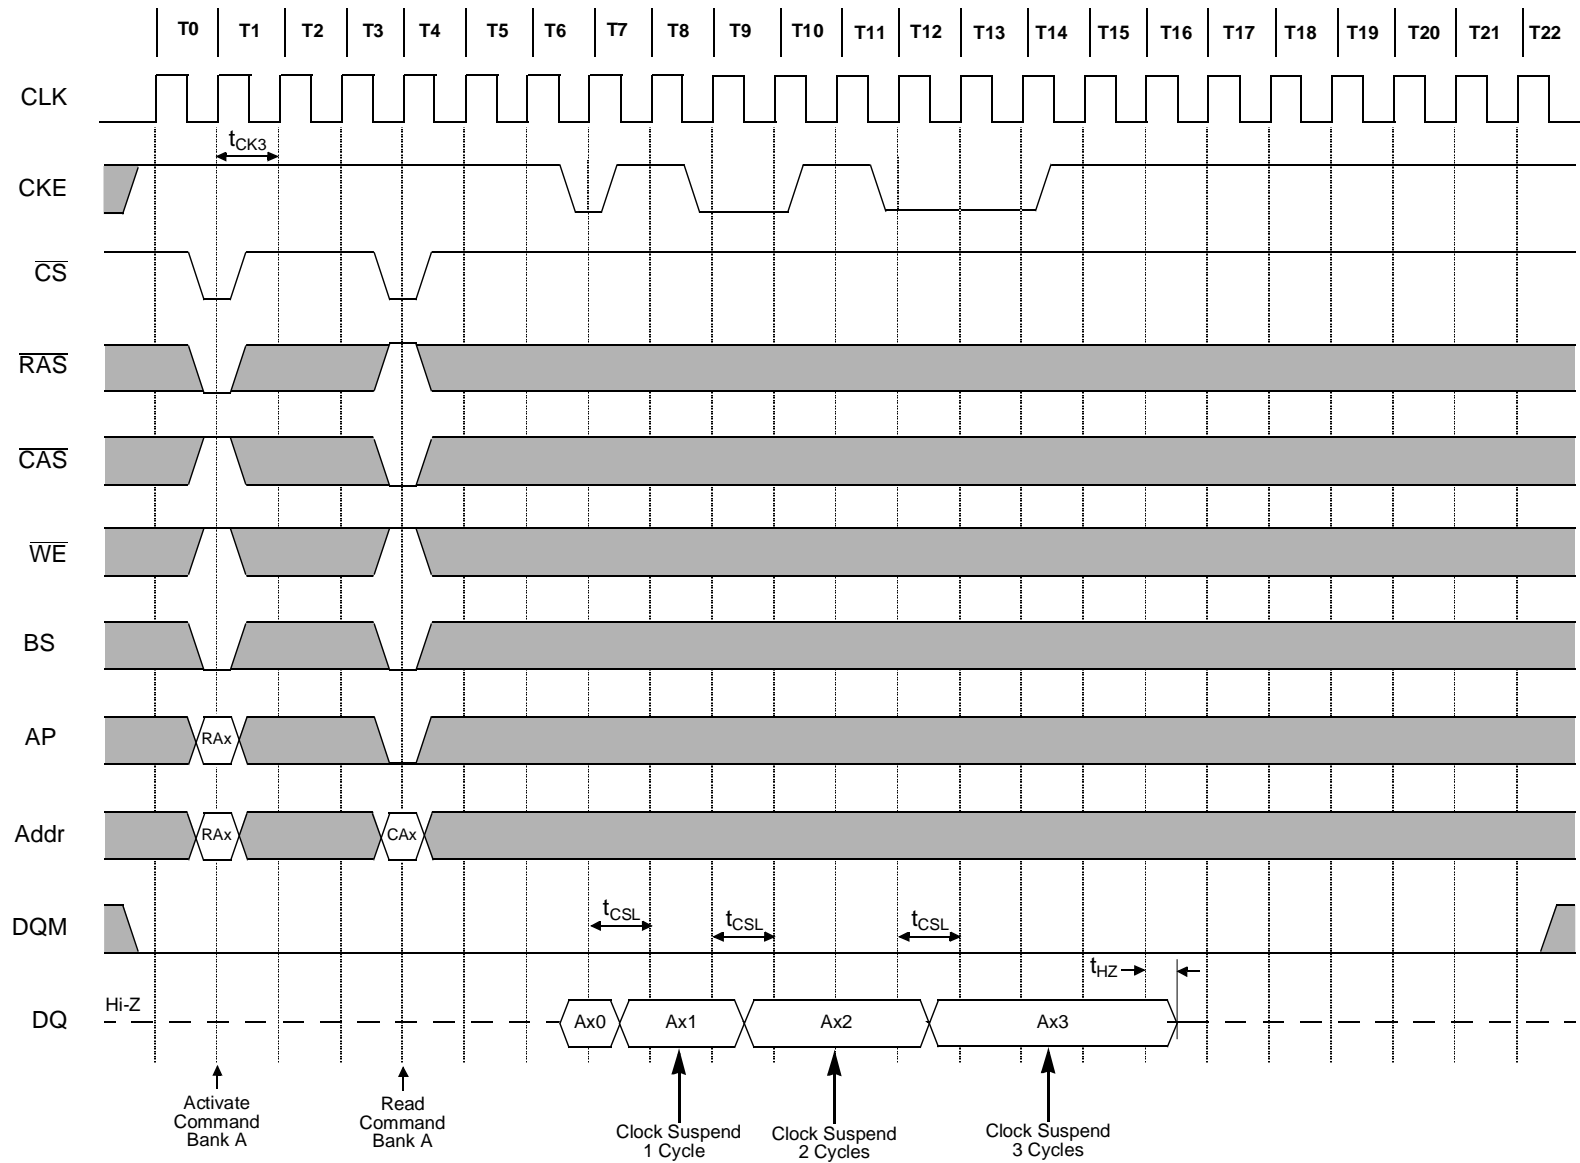 T0 T1 T2 T3 T4 T5 T6 T7 T8 T9 T10 T11 T12 T13 T14 T15 T16 T17 T18 T19 T20 T21 T22
CLK
tCK3
CKE
CS
RAS
CAS
WE
BS
AP
RAx
Addr
RAx CAx
DQM
tCSL tCSL tCSL
tHZ
Hi-Z
DQ
Ax0 Ax1 Ax2 Ax3
Activate
Command
Bank A
Read
Command
Bank A
Clock Suspend
1 Cycle
Clock Suspend
2 Cycles
Clock Suspend
3 Cycles